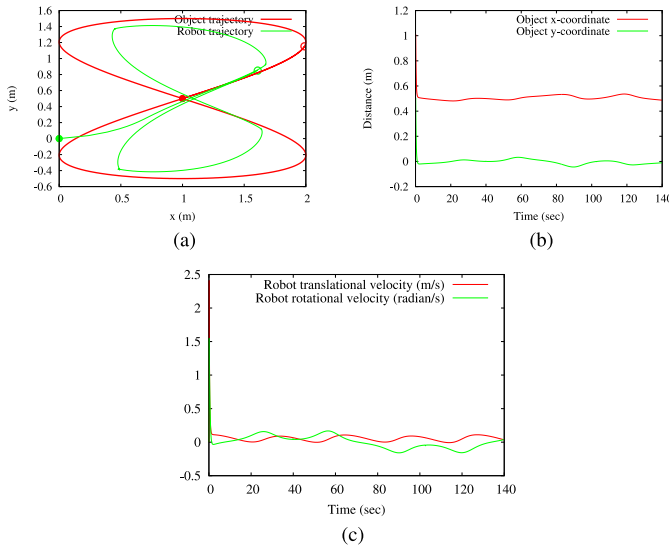 1.6
1.4
1.2
1
0.8
0.6
0.4
0.2
0
-0.2
-0.4
-0.6
y (m)
Object trajectory
Robot trajectory
0 0.5 1 1.5 2
x (m)
(a)
1.2
1
0.8
0.6
0.4
0.2
0
-0.2
Distance (m)
Object x-coordinate
Object y-coordinate
0 20 40 60 80 100 120 140
Time (sec)
(b)
2.5
2
1.5
1
0.5
0
-0.5
Robot translational velocity (m/s)
Robot rotational velocity (radian/s)
0 20 40 60 80 100 120 140
Time (sec)
(c)